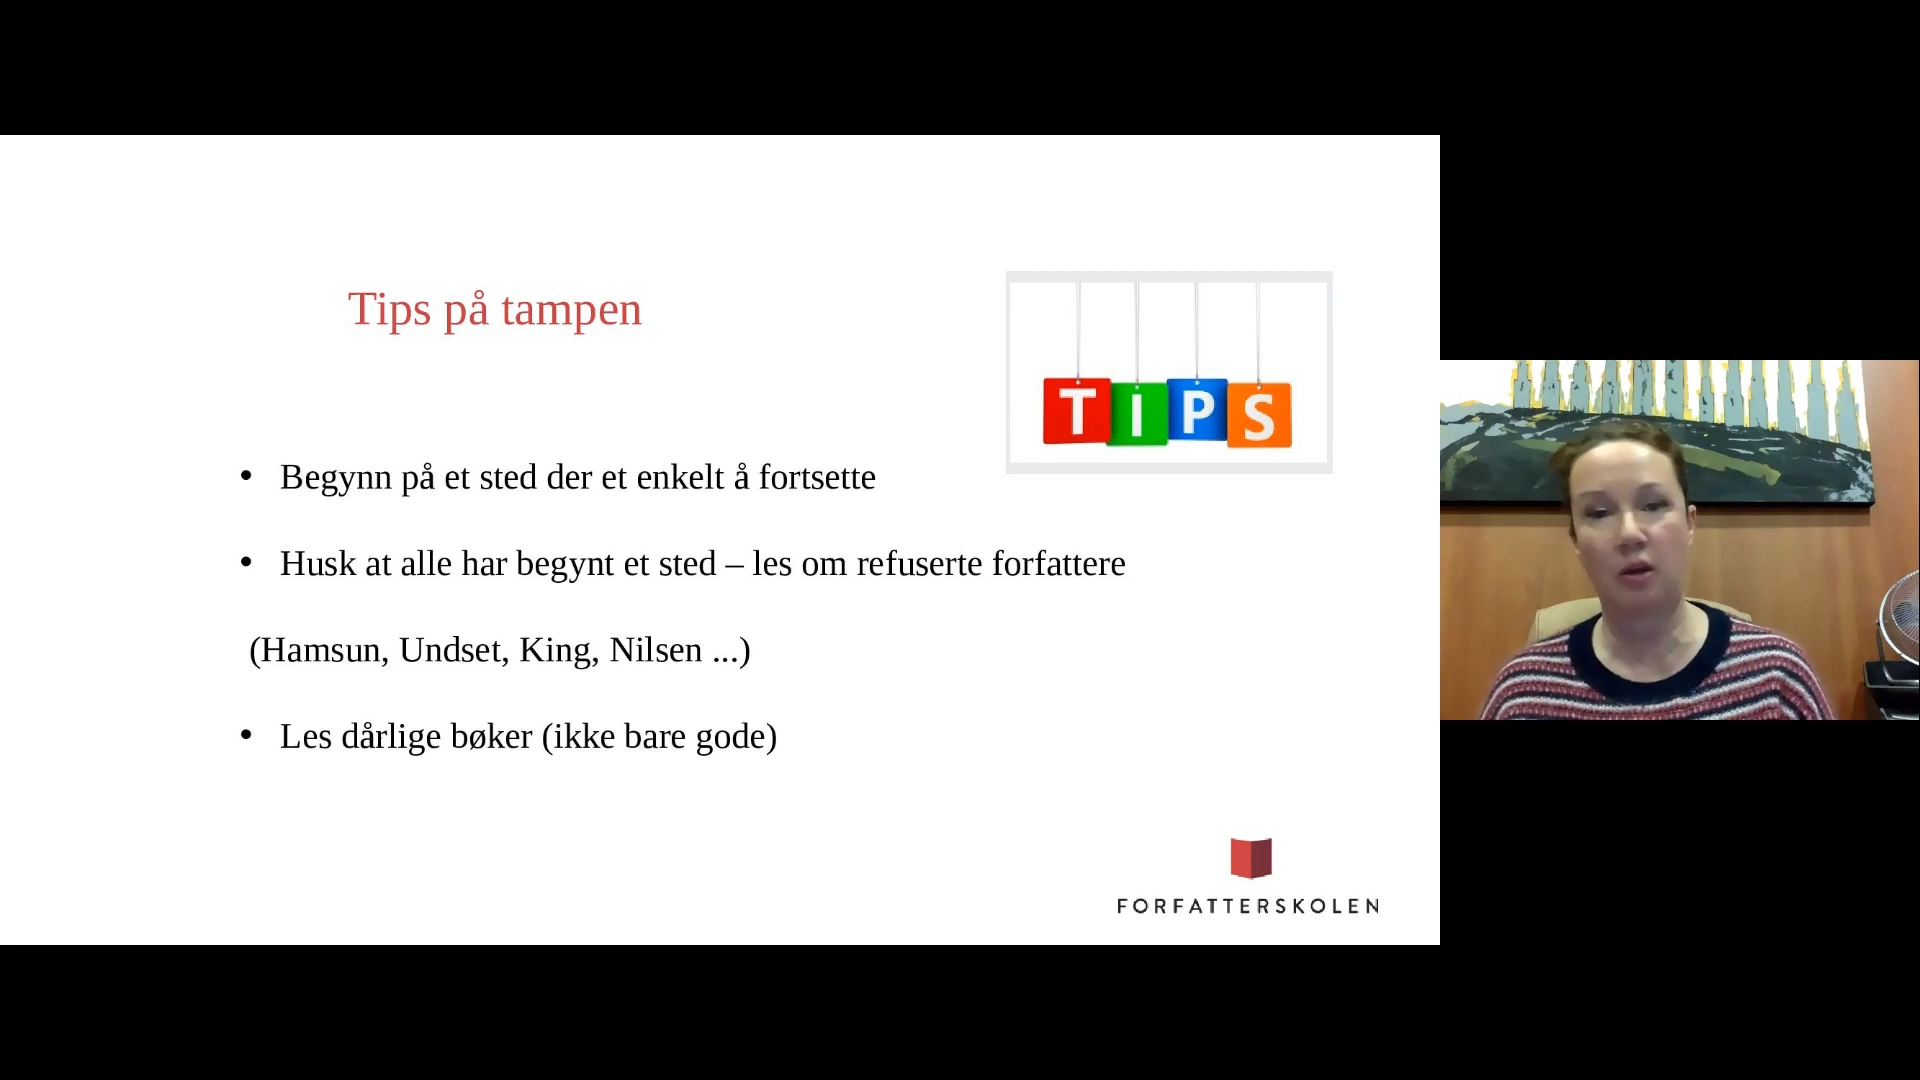 Tips på tampen
TIPS
• Begynn på et sted der et enkelt å fortsette
• Husk at alle har begynt et sted – les om refuserte forfattere
(Hamsun, Undset, King, Nilsen ...)
• Les dårlige bøker (ikke bare gode)
FORFATTERSKOLEN